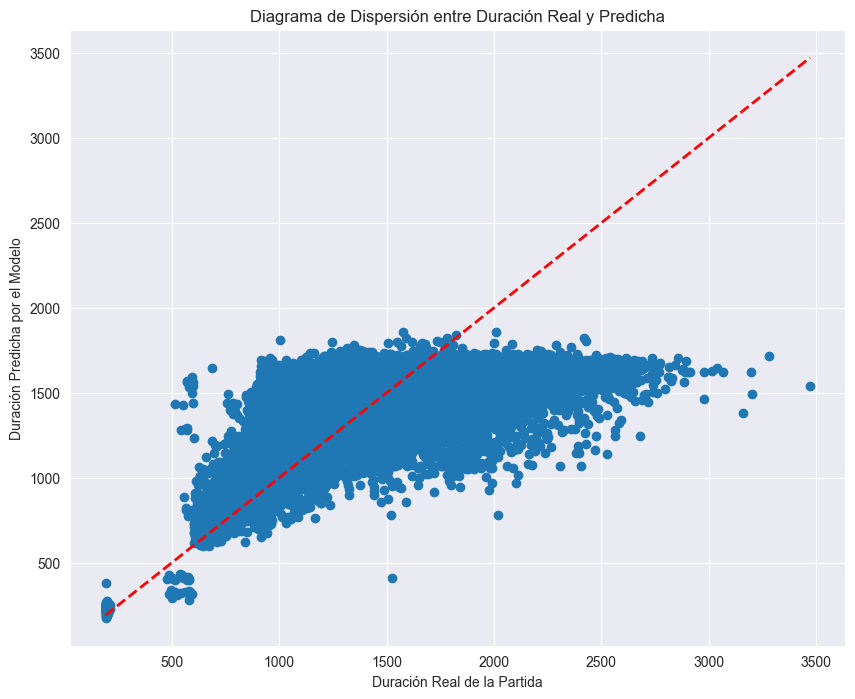 Diagrama de Dispersión entre Duración Real y Predicha
Duración Predicha por el Modelo
3500
3000
2500
2000
1500
1000
500
500 1000 1500 2000 2500 3000 3500
Duración Real de la Partida